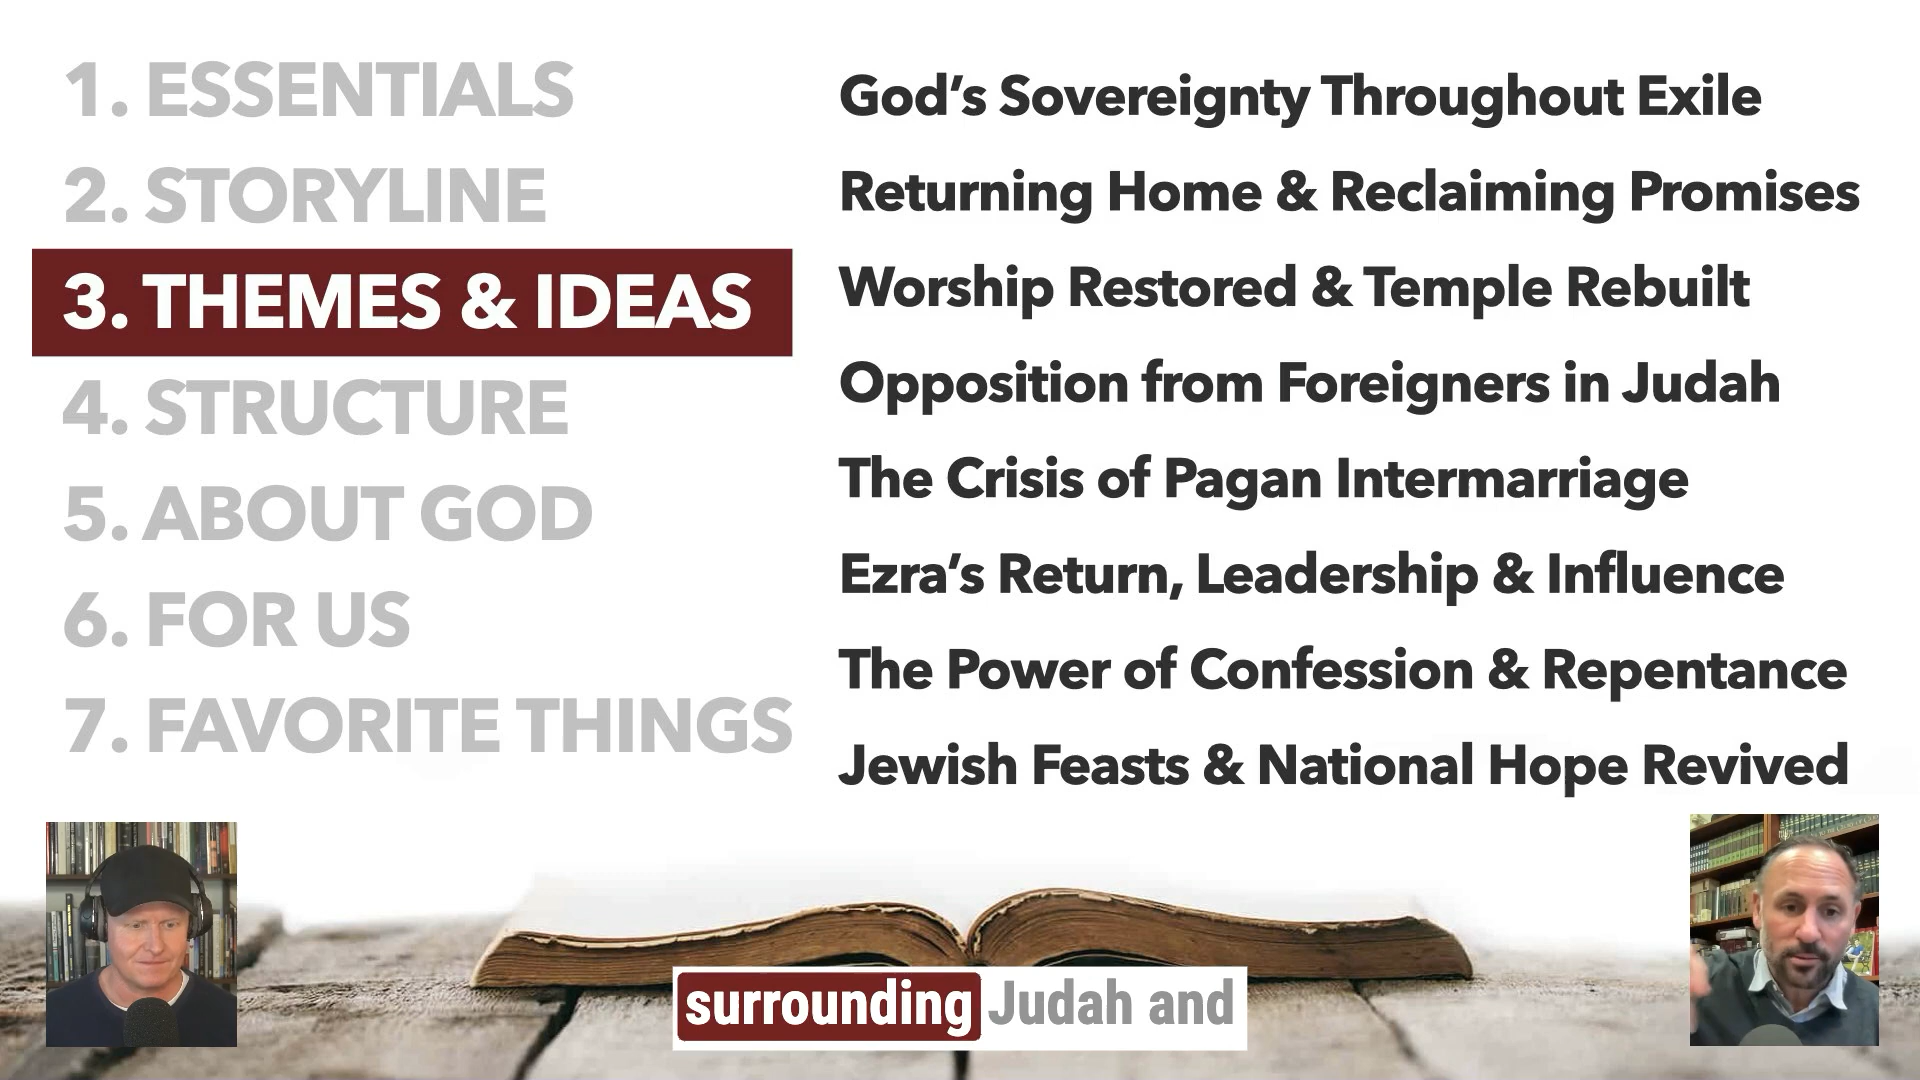 1. ESSENTIALS
2. STORYLINE
3. THEMES & IDEAS
4. STRUCTURE
5. ABOUT GOD
6. FOR US
7. FAVORITE THINGS
God’s Sovereignty Throughout Exile
Returning Home & Reclaiming Promises
Worship Restored & Temple Rebuilt
Opposition from Foreigners in Judah
The Crisis of Pagan Intermarriage
Ezra’s Return, Leadership & Influence
The Power of Confession & Repentance
Jewish Feasts & National Hope Revived
surrounding Judah and